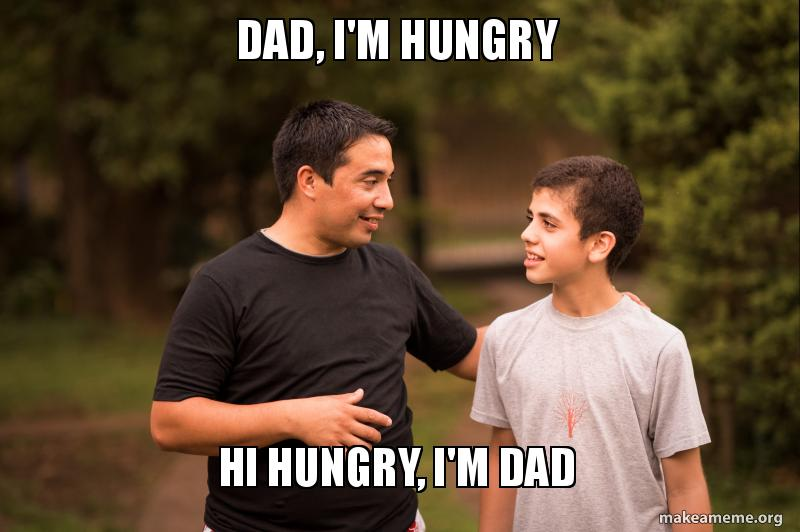 DAD, I'M HUNGRY
HI HUNGRY, I'M DAD
makeameme.org